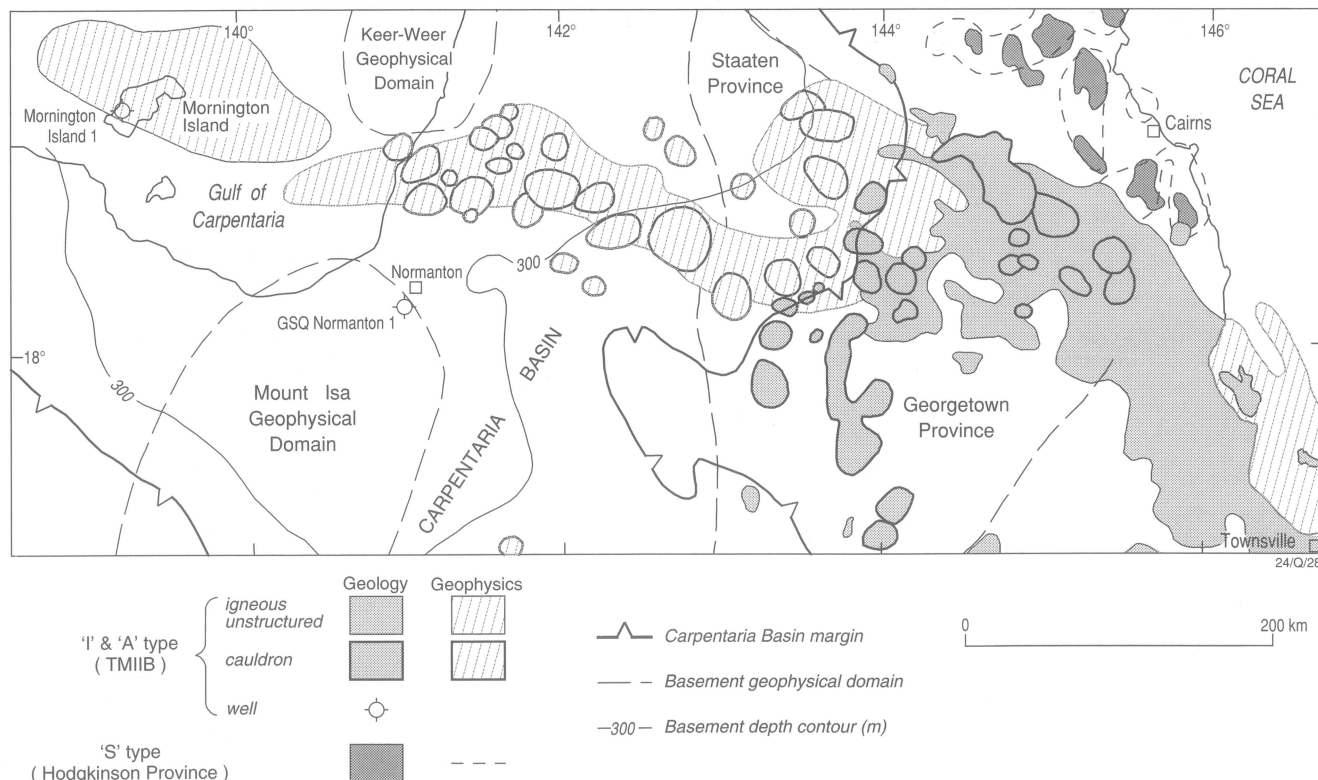 140°
142°
144°
146°
Keer-Weer
Geophysical
Domain
Staaten
Province
CORAL
SEA
Mornington
Island 1
Mornington
Island
Cairns
Gulf of
Carpentaria
300
Normanton
GSQ Normanton 1
18°
300
BASIN
CARPENTARIA
Mount Isa
Geophysical
Domain
Georgetown
Province
Townsville
24/Q/28
Geology
Geophysics
'I' & 'A' type
( TMIIB )
igneous
unstructured
cauldron
well
'S' type
( Hodgkinson Province )
Carpentaria Basin margin
Basement geophysical domain
300 Basement depth contour (m)
0
200 km